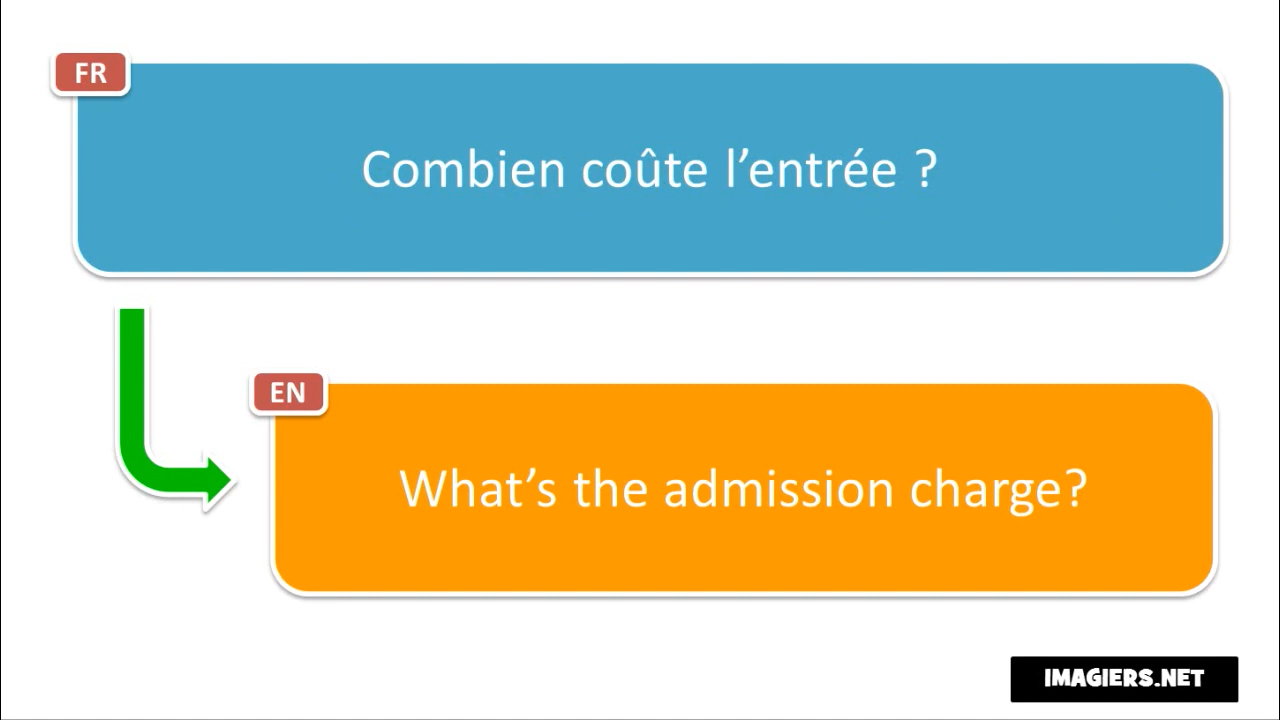 FR
Combien coûte l’entrée ?
EN
What’s the admission charge?
IMAGIERS.NET